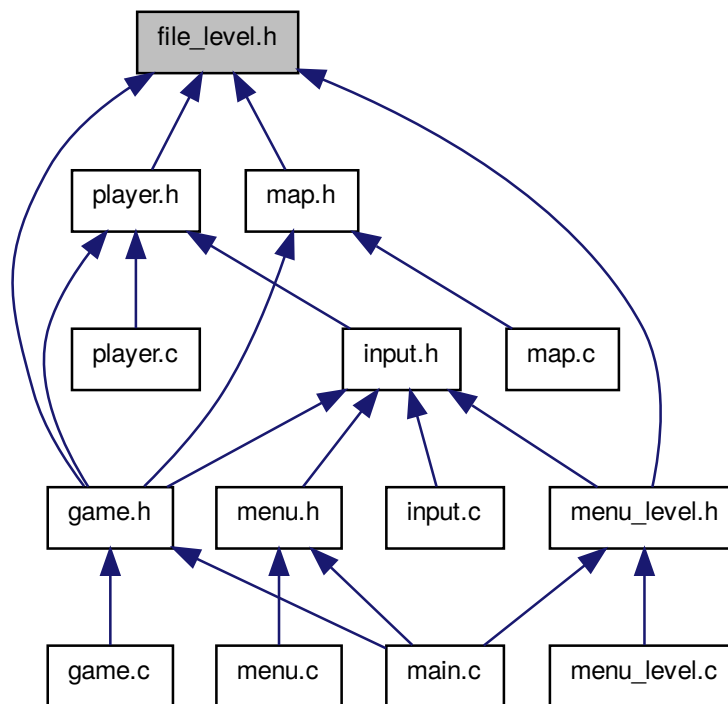 file_level.h
player.h
map.h
player.c
input.h
map.c
game.h
menu.h
input.c
menu_level.h
game.c
menu.c
main.c
menu_level.c